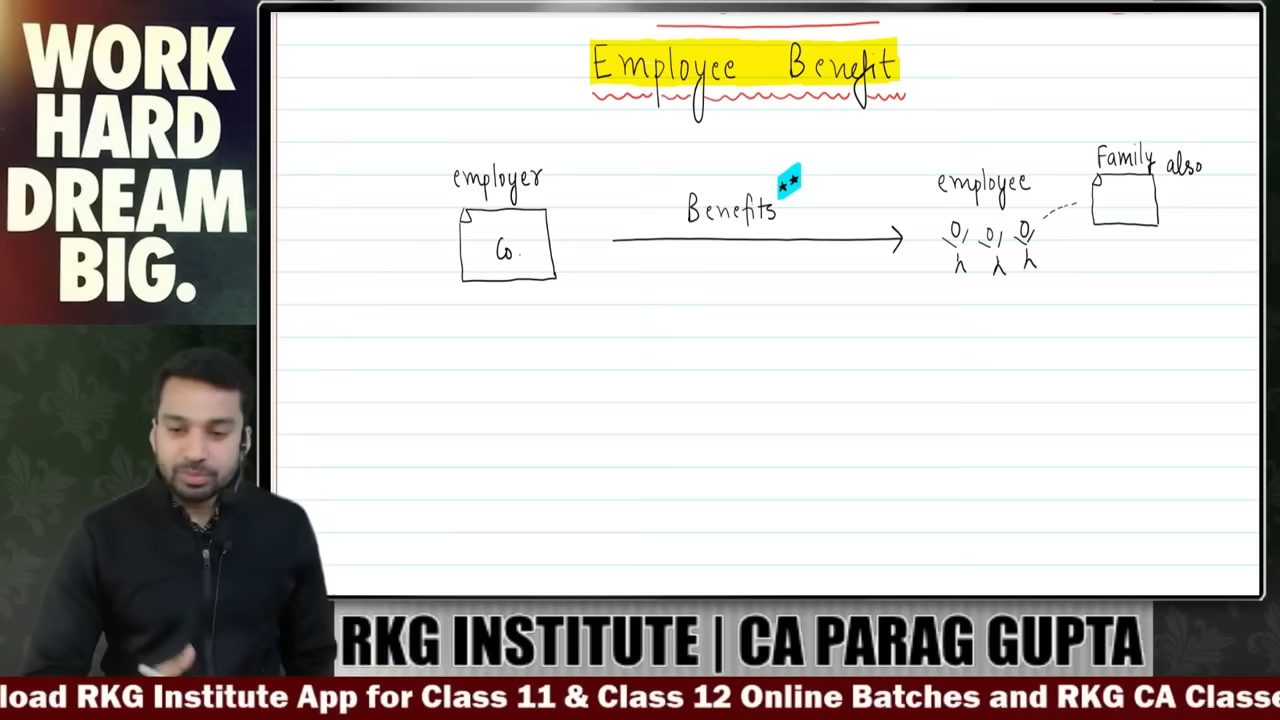 WORK
HARD
DREAM
BIG.
Employee Benefit
employer
Benefits
employee
Family also
Co.
RKG INSTITUTE | CA PARAG GUPTA
load RKG Institute App for Class 11 & Class 12 Online Batches and RKG CA Classe